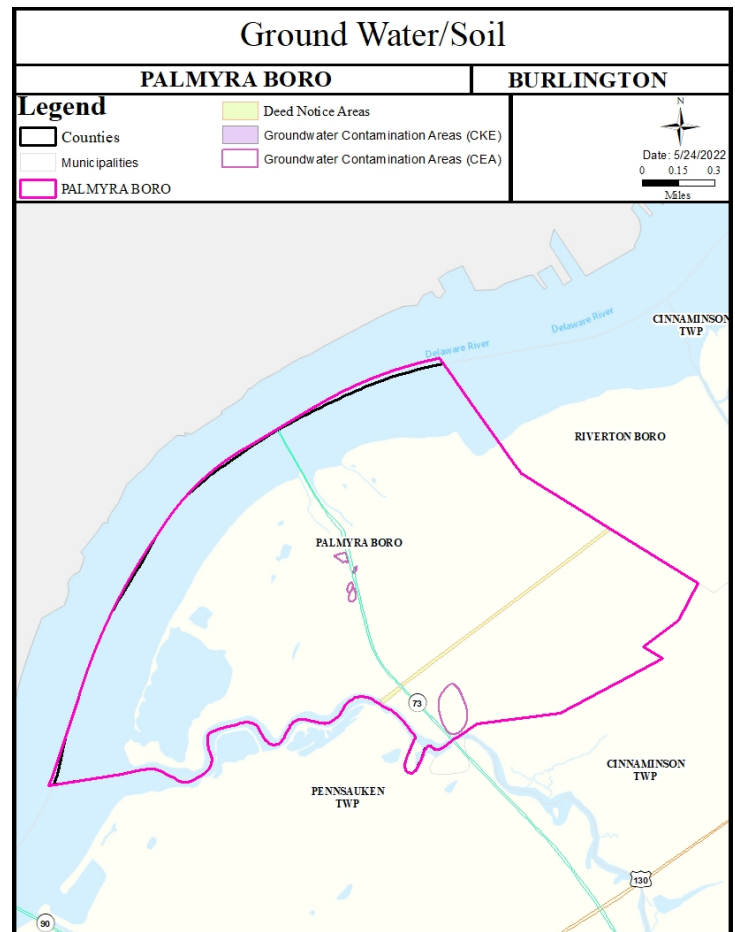 Ground Water/Soil
PALMYRA BORO
BURLINGTON
Legend
Counties
Municipalities
PALMYRA BORO
Deed Notice Areas
Groundwater Contamination Areas (CKE)
Groundwater Contamination Areas (CEA)
N
Date: 5/24/2022
0 0.15 0.3
Miles
CINNAMINSON
TWP
Delaware River
Delaware River
RIVERTON BORO
PALMYRA BORO
73
CINNAMINSON
TWP
PENNSAUKEN
TWP
130
90